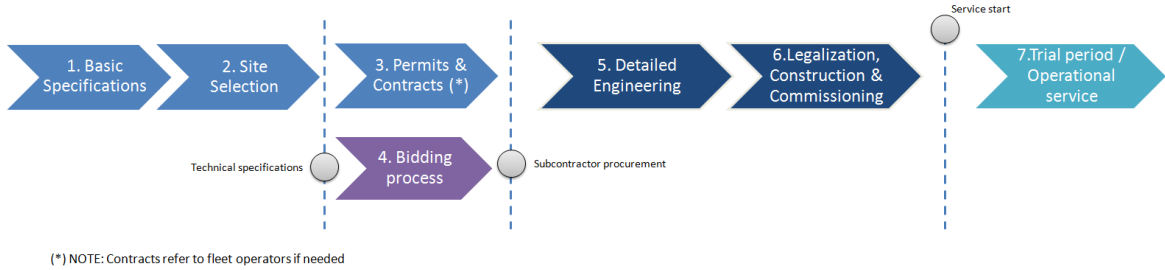 Service start
1. Basic
Specifications
2. Site
Selection
3. Permits &
Contracts (*)
5. Detailed
Engineering
6.Legalization,
Construction &
Commissioning
7.Trial period /
Operational
service
Technical specifications
4. Bidding
process
Subcontractor procurement
(*) NOTE: Contracts refer to fleet operators if needed